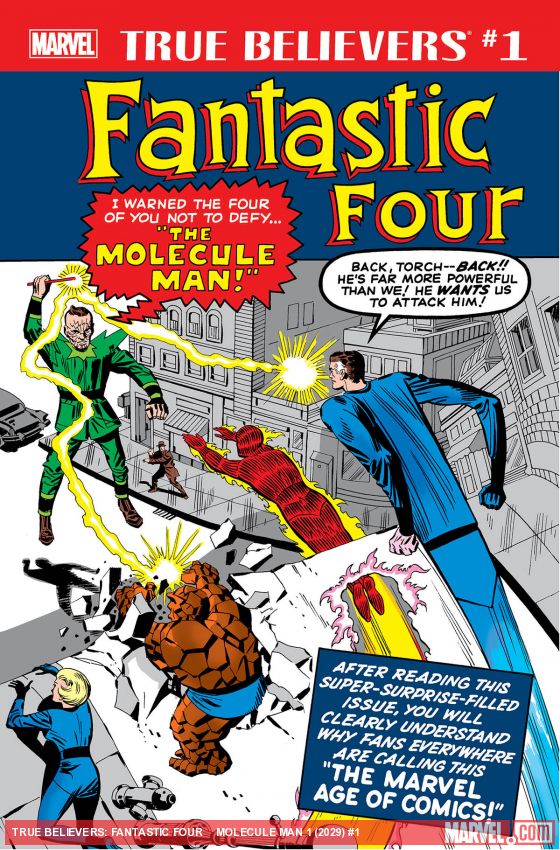 MARVEL
TRUE BELIEVERS® #1
Fantastic
Four
I WARNED THE FOUR
OF YOU NOT TO DEFY...
"THE
MOLECULE
MAN!"
BACK, TORCH--BACK!!
HE'S FAR MORE POWERFUL
THAN WE! HE WANTS US
TO ATTACK HIM!
AFTER READING THIS
SUPER-SURPRISE-FILLED
ISSUE, YOU WILL
CLEARLY UNDERSTAND
WHY FANS EVERYWHERE
ARE CALLING THIS
"THE MARVEL
AGE OF COMICS!"
TRUE BELIEVERS: FANTASTIC FOUR MOLECULE MAN 1 (2029) #1
MARVEL.com